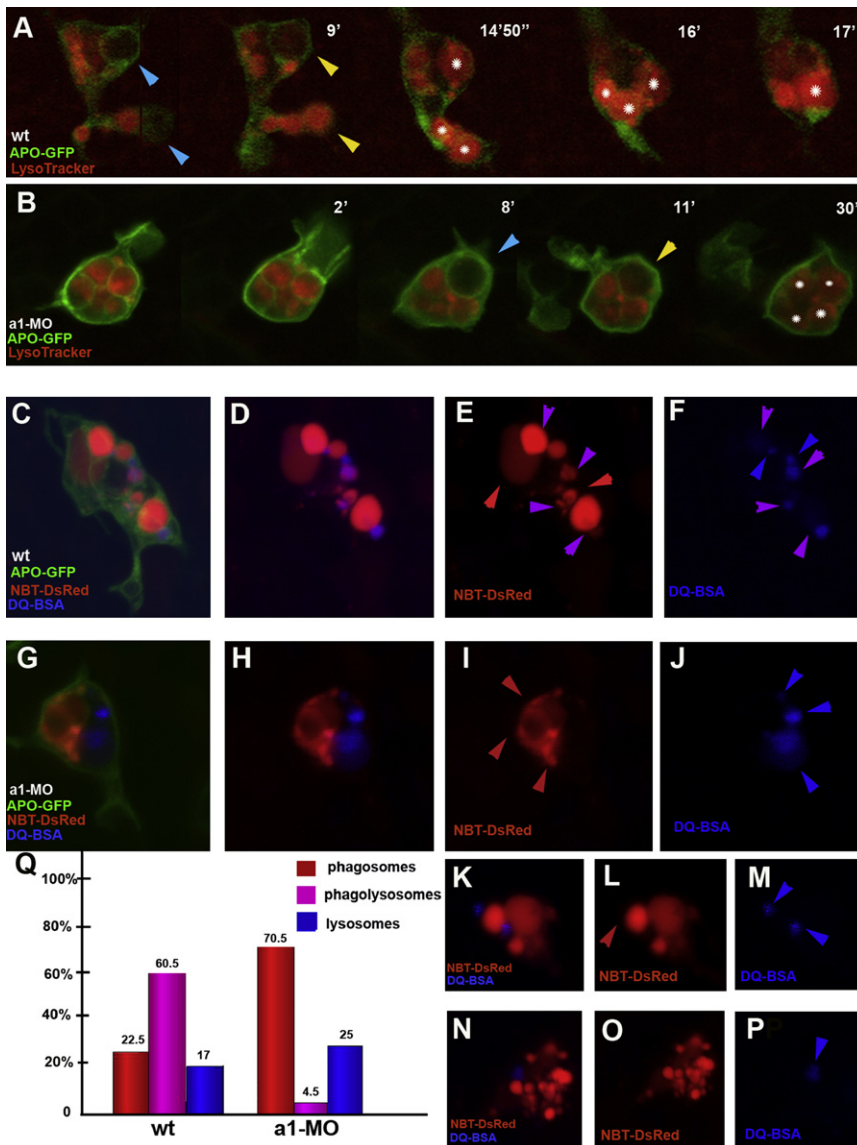 A 9’ 14’50” 16’ 17’
wt
APO-GFP
LysoTracker
B 2’ 8’ 11’ 30’
a1-MO
APO-GFP
LysoTracker
C D E F
wt
APO-GFP
NBT-DsRed
DQ-BSA
NBT-DsRed
DQ-BSA
G H I J
a1-MO
APO-GFP
NBT-DsRed
DQ-BSA
NBT-DsRed
DQ-BSA
Q
100%
80%
60%
40%
20%
0
phagosomes
phagolysosomes
lysosomes
22.5
60.5
17
70.5
4.5
25
wt
a1-MO
K L M
NBT-DsRed
DQ-BSA
NBT-DsRed
DQ-BSA
N O P
NBT-DsRed
DQ-BSA
NBT-DsRed
DQ-BSA